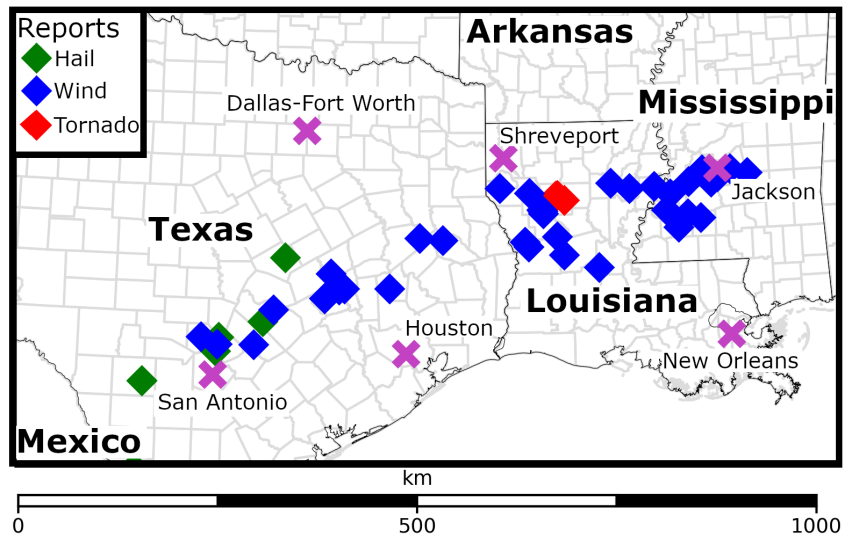 Reports
Hail
Wind
Tornado
Arkansas
Mississippi
Dallas-Fort Worth
Shreveport
Jackson
Texas
Louisiana
Houston
New Orleans
San Antonio
Mexico
km
0 500 1000